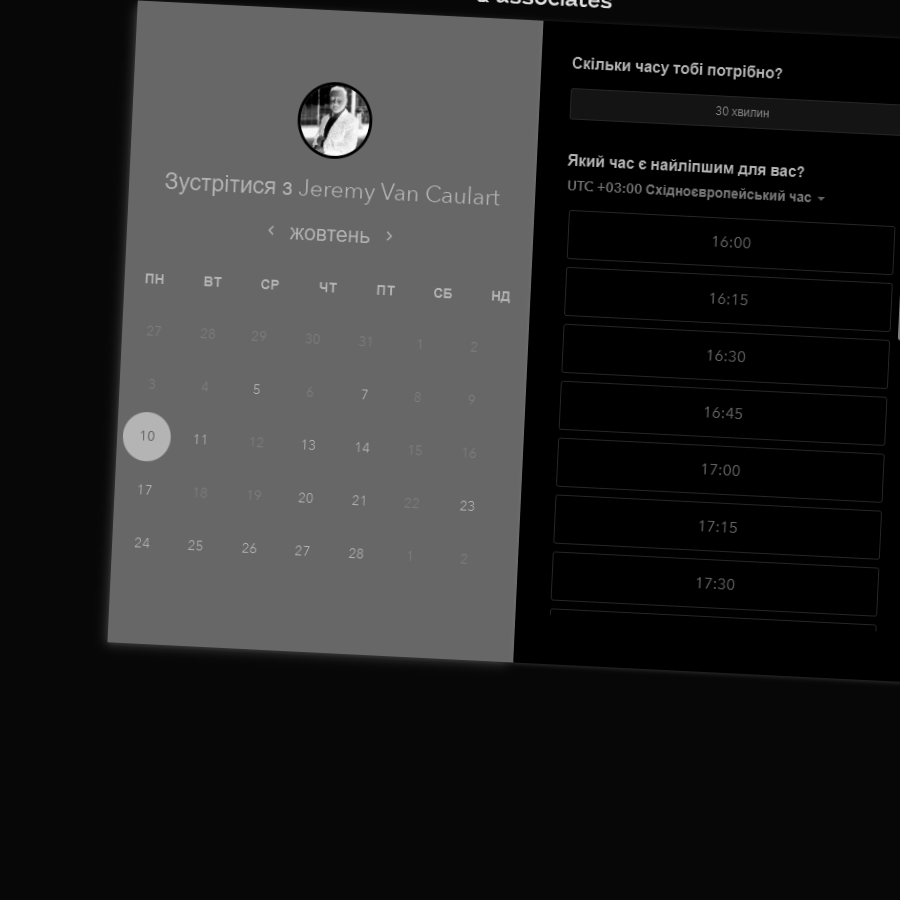 & associates
Зустрітися з Jeremy Van Caulart
жовтень
ПН ВТ СР ЧТ ПТ СБ НД
27 28 29 30 31 1 2
3 4 5 6 7 8 9
10 11 12 13 14 15 16
17 18 19 20 21 22 23
24 25 26 27 28 1 2
Скільки часу тобі потрібно?
30 хвилин
Який час є найліпшим для вас?
UTC +03:00 Східноєвропейський час
16:00
16:15
16:30
16:45
17:00
17:15
17:30